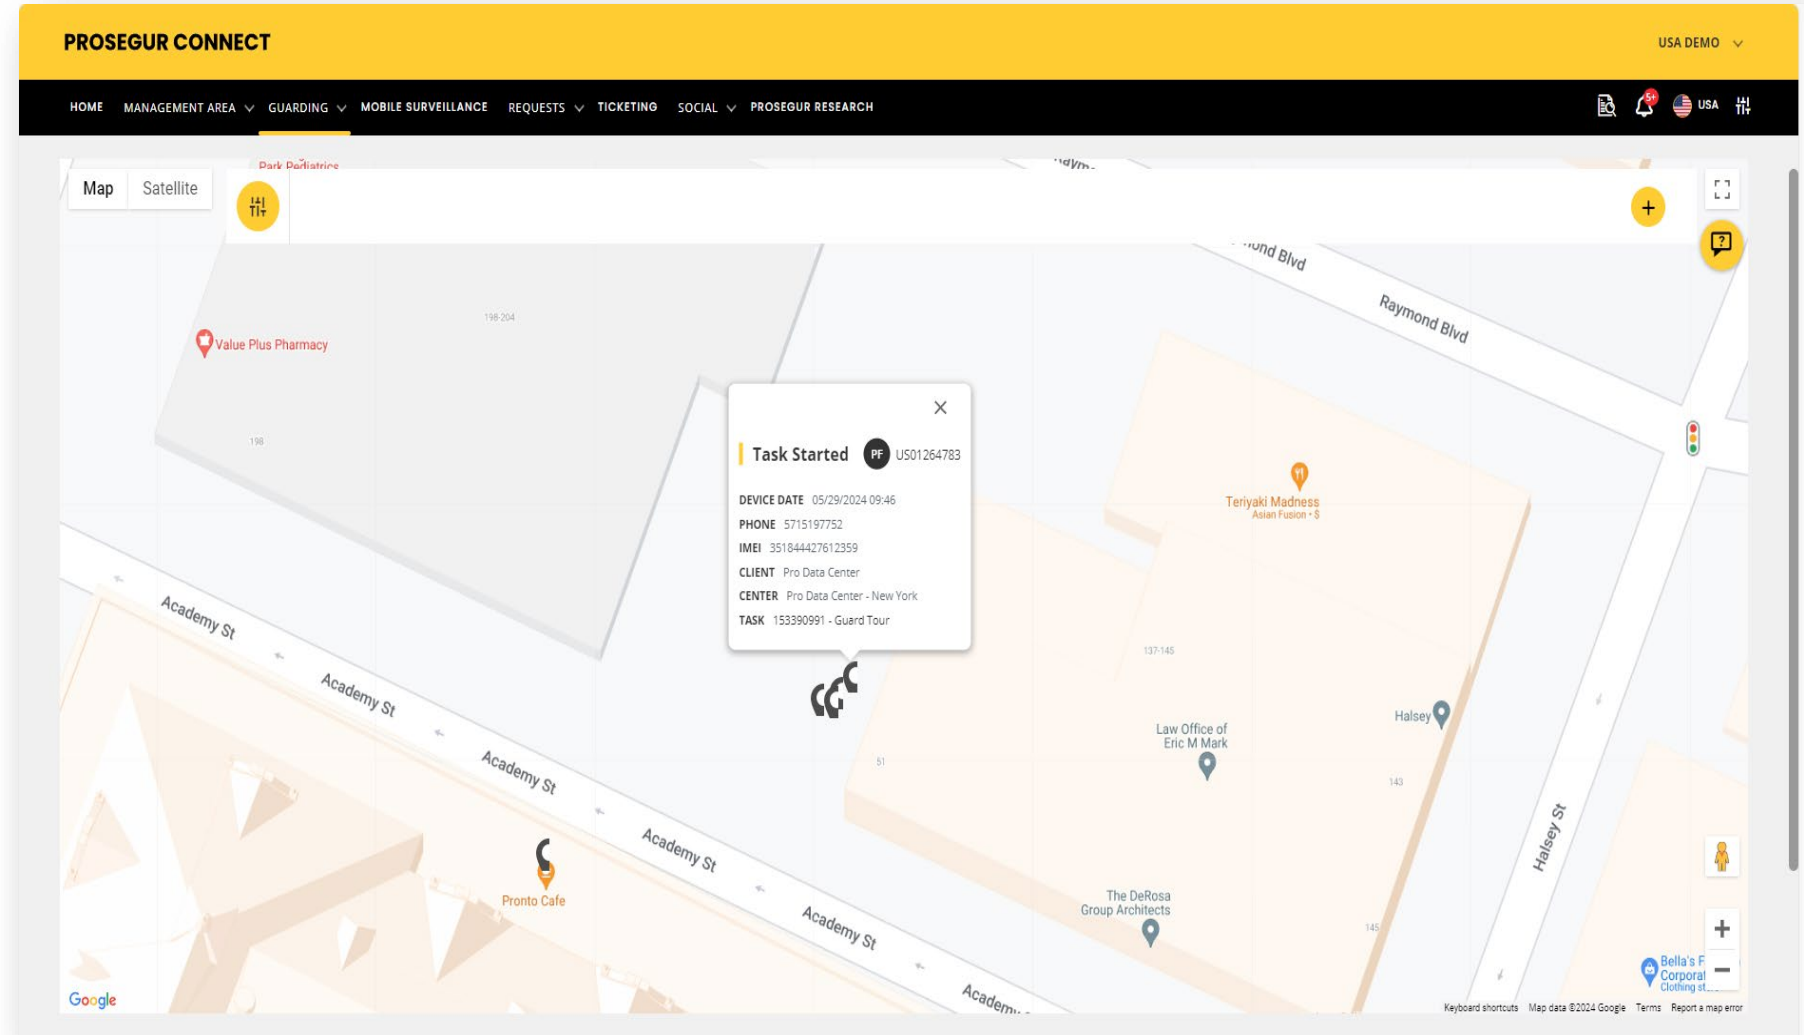 PROSEGUR CONNECT
USA DEMO
HOME MANAGEMENT AREA GUARDING MOBILE SURVEILLANCE REQUESTS TICKETING SOCIAL PROSEGUR RESEARCH
5+
USA
Park Pediatrics
Map Satellite
Raymond Blvd
Value Plus Pharmacy
198-204
198
Task Started PF US01264783
DEVICE DATE 05/29/2024 09:46
PHONE 5715197752
IMEI 351844427612359
CLIENT Pro Data Center
CENTER Pro Data Center - New York
TASK 153390991 - Guard Tour
Teriyaki Madness
Asian Fusion • $
Academy St
Academy St
Academy St
Academy St
Academy St
137-145
Halsey
Law Office of
Eric M Mark
51
143
Halsey St
Pronto Cafe
The DeRosa
Group Architects
145
Bella's F
Corporat
Clothing st
Google
Keyboard shortcuts Map data ©2024 Google Terms Report a map error